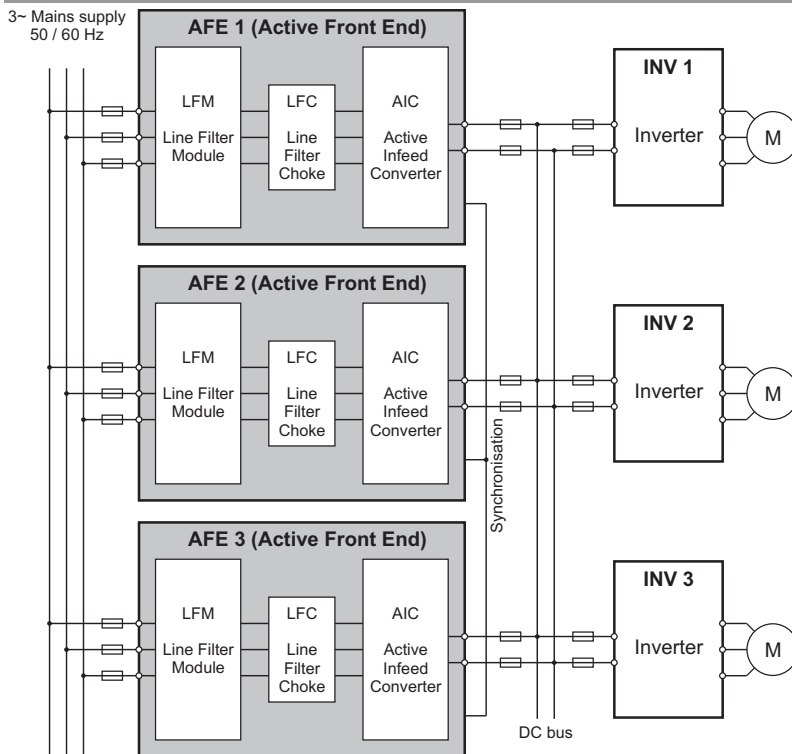 3~ Mains supply
50 / 60 Hz
AFE 1 (Active Front End)
LFM
Line Filter
Module
LFC
Line
Filter
Choke
AIC
Active
Infeed
Converter
INV 1
Inverter
M
AFE 2 (Active Front End)
LFM
Line Filter
Module
LFC
Line
Filter
Choke
AIC
Active
Infeed
Converter
Synchronisation
INV 2
Inverter
M
AFE 3 (Active Front End)
LFM
Line Filter
Module
LFC
Line
Filter
Choke
AIC
Active
Infeed
Converter
INV 3
Inverter
M
DC bus